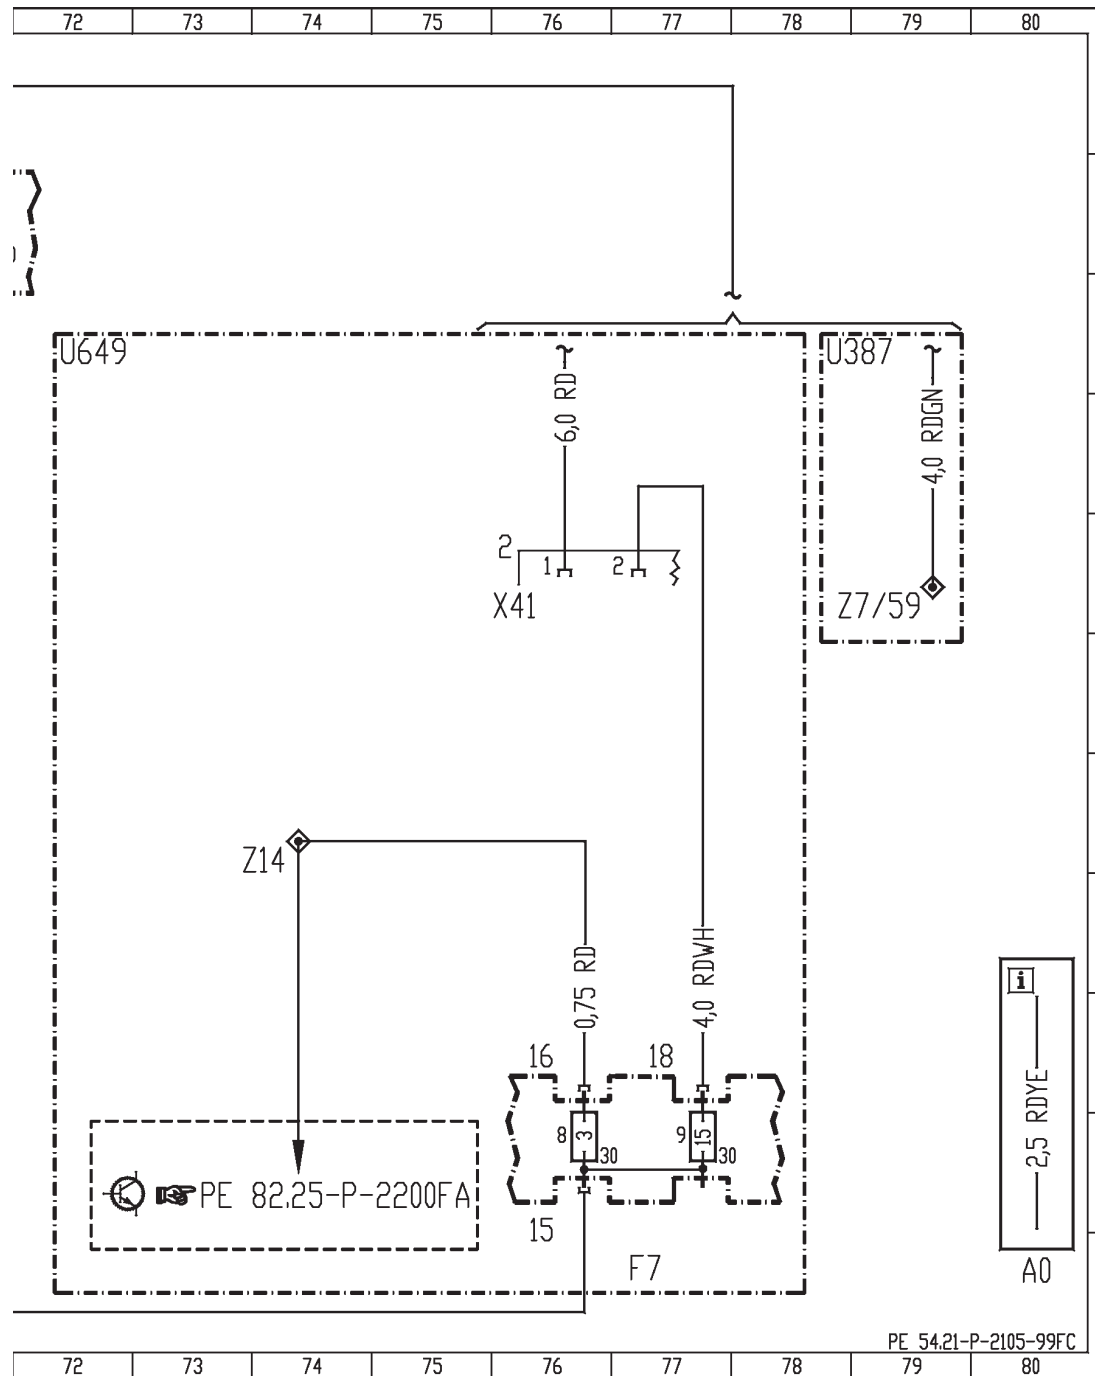 72 73 74 75 76 77 78 79 80
U649
U387
6,0 RD
4,0 RDGN
2
1
2
X41
Z7/59
Z14
0,75 RD
4,0 RDWH
16
18
8
3
30
9
15
30
PE 82.25-P-2200FA
15
F7
i
2,5 RDYE
A0
PE 54.21-P-2105-99FC
72 73 74 75 76 77 78 79 80